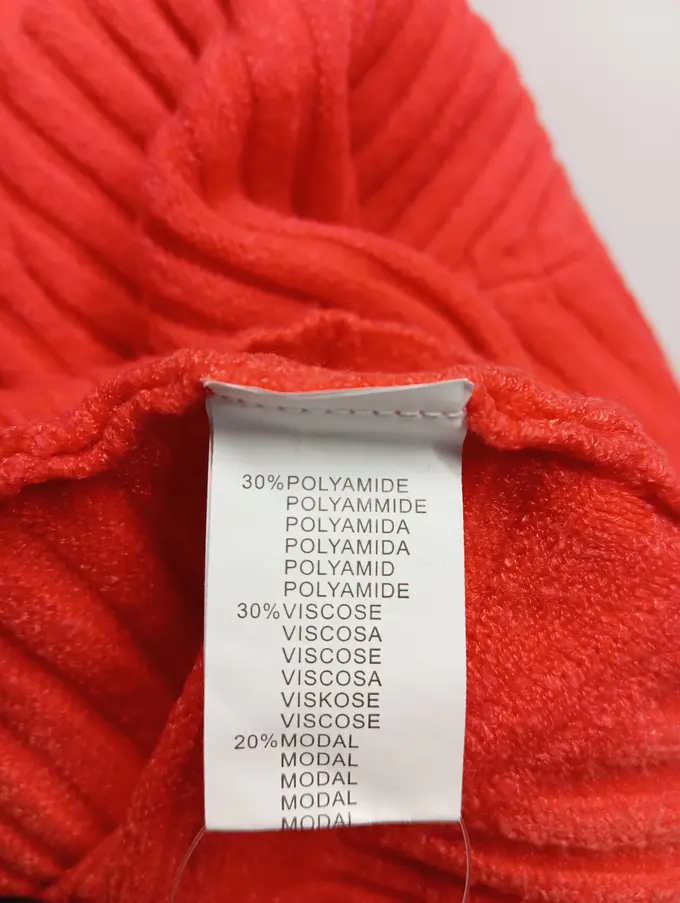 30%POLYAMIDE
POLYAMMIDE
POLYAMIDA
POLYAMIDA
POLYAMID
POLYAMIDE
30%VISCOSE
VISCOSA
VISCOSE
VISCOSA
VISKOSE
VISCOSE
20%MODAL
MODAL
MODAL
MODAL
MODAL